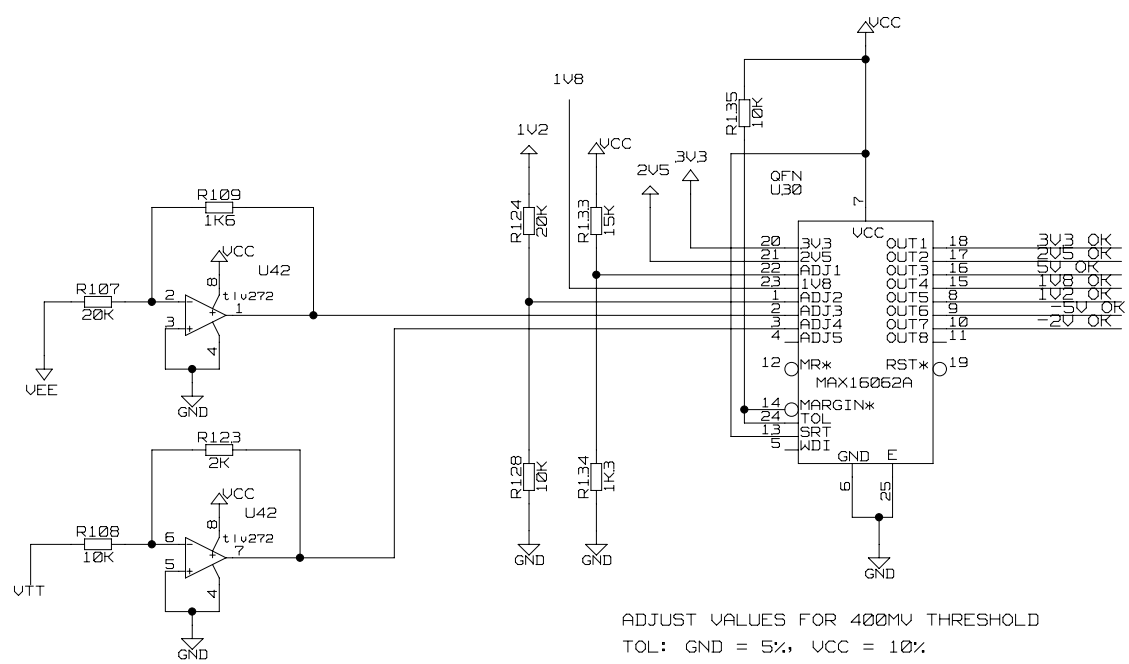 VCC
1V8
R135
10K
1V2
VCC
3V3
2V5
QFN
U30
R109
1K6
R124
20K
R133
15K
7
VCC
VCC
U42
8
tlv272
R107
20K
2
3
1
4
VEE
GND
20 3V3 OUT1 18 3V3 OK
21 2V5 OUT2 17 2V5 OK
22 ADJ1 OUT3 16 5V OK
23 1V8 OUT4 15 1V8 OK
1 ADJ2 OUT5 8 1V2 OK
2 ADJ3 OUT6 9 -5V OK
3 ADJ4 OUT7 10 -2V OK
4 ADJ5 OUT8 11
12 MR* RST* 19
MAX16062A
14 MARGIN*
24 TOL
13 SRT
5 WDI
GND E
6 25
R123
2K
R128
10K
R134
1K3
VCC
U42
8
tlv272
R108
10K
6
5
7
4
VTT
GND
GND
GND
GND
ADJUST VALUES FOR 400MV THRESHOLD
TOL: GND = 5%, VCC = 10%